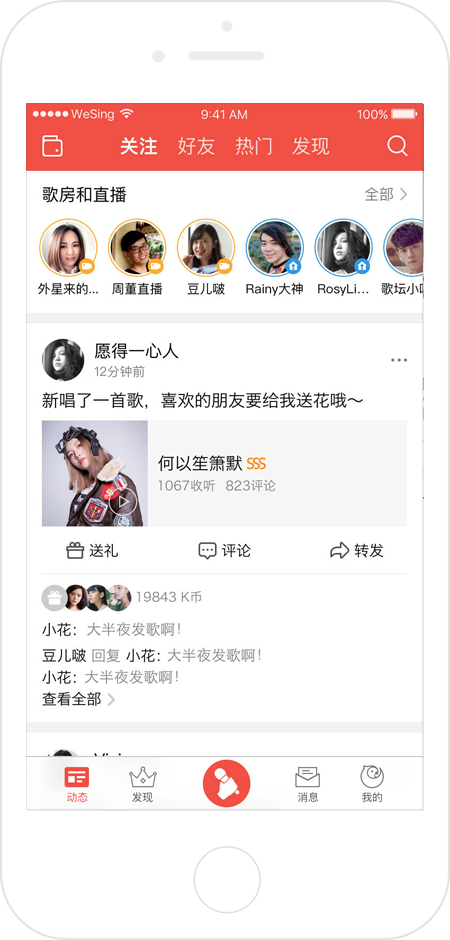 WeSing 9:41 AM 100%
关注 好友 热门 发现
歌房和直播 全部
外星来的... 周董直播 豆儿啵 Rainy大神 RosyLi... 歌坛小
愿得一心人
12分钟前
新唱了一首歌，喜欢的朋友要给我送花哦～
何以笙箫默 SSS
1067收听 823评论
送礼 评论 转发
19843 K币
小花：大半夜发歌啊！
豆儿啵 回复 小花：大半夜发歌啊！
小花：大半夜发歌啊！
查看全部
动态 发现 消息 我的